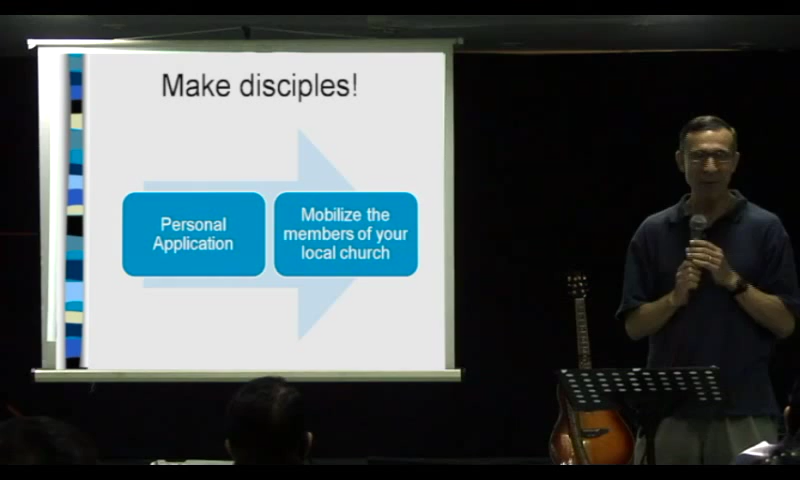 Make disciples!
Personal
Application
Mobilize the
members of your
local church